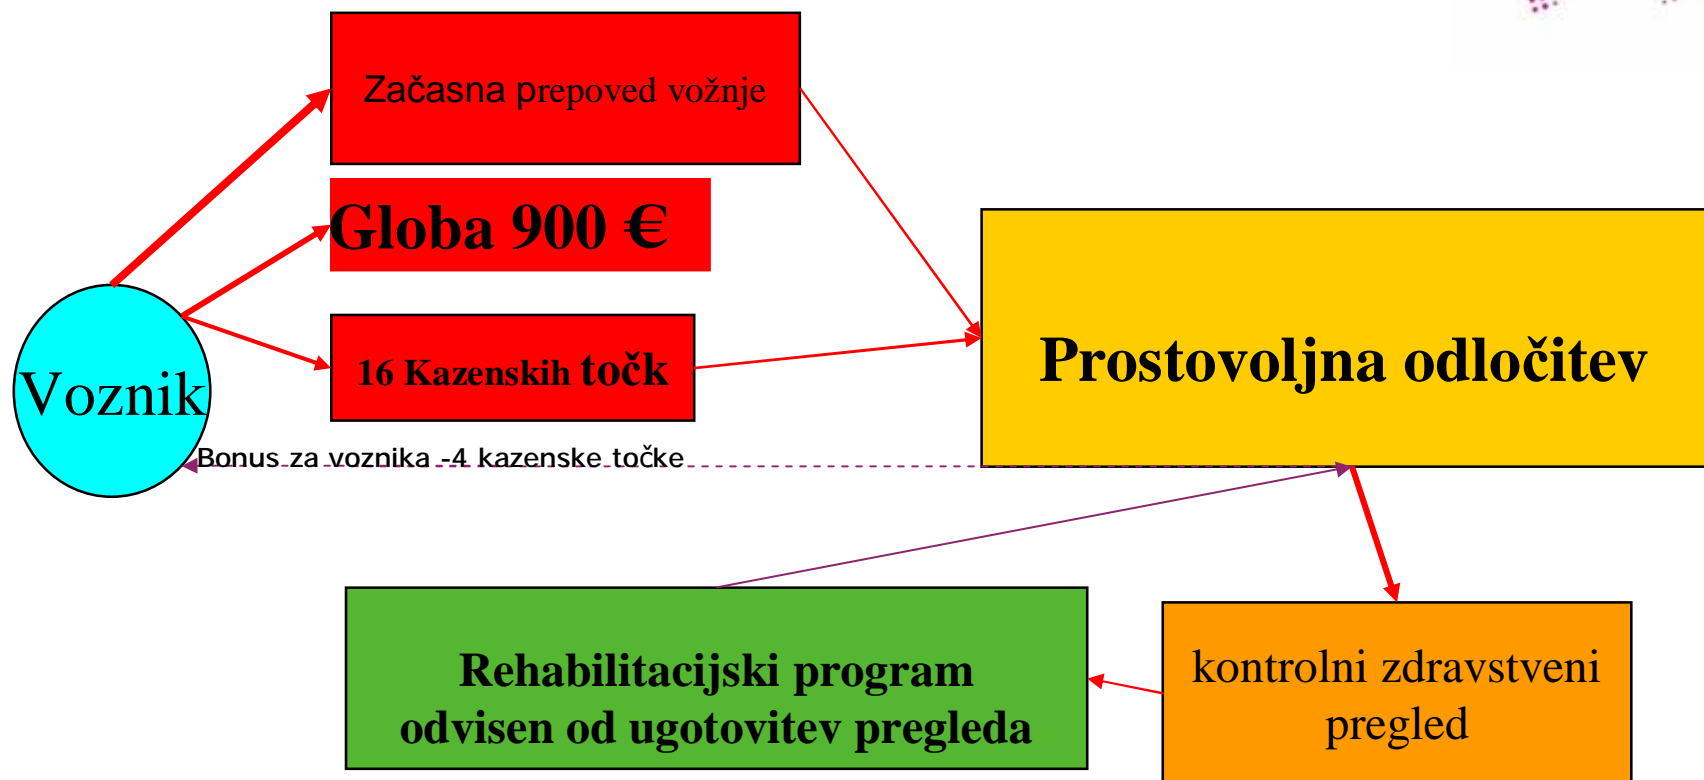 Začasna prepoved vožnje
Globa 900 €
16 Kazenskih točk
Voznik
Prostovoljna odločitev
Bonus za voznika -4 kazenske točke
Rehabilitacijski program
odvisen od ugotovitev pregleda
kontrolni zdravstveni
pregled